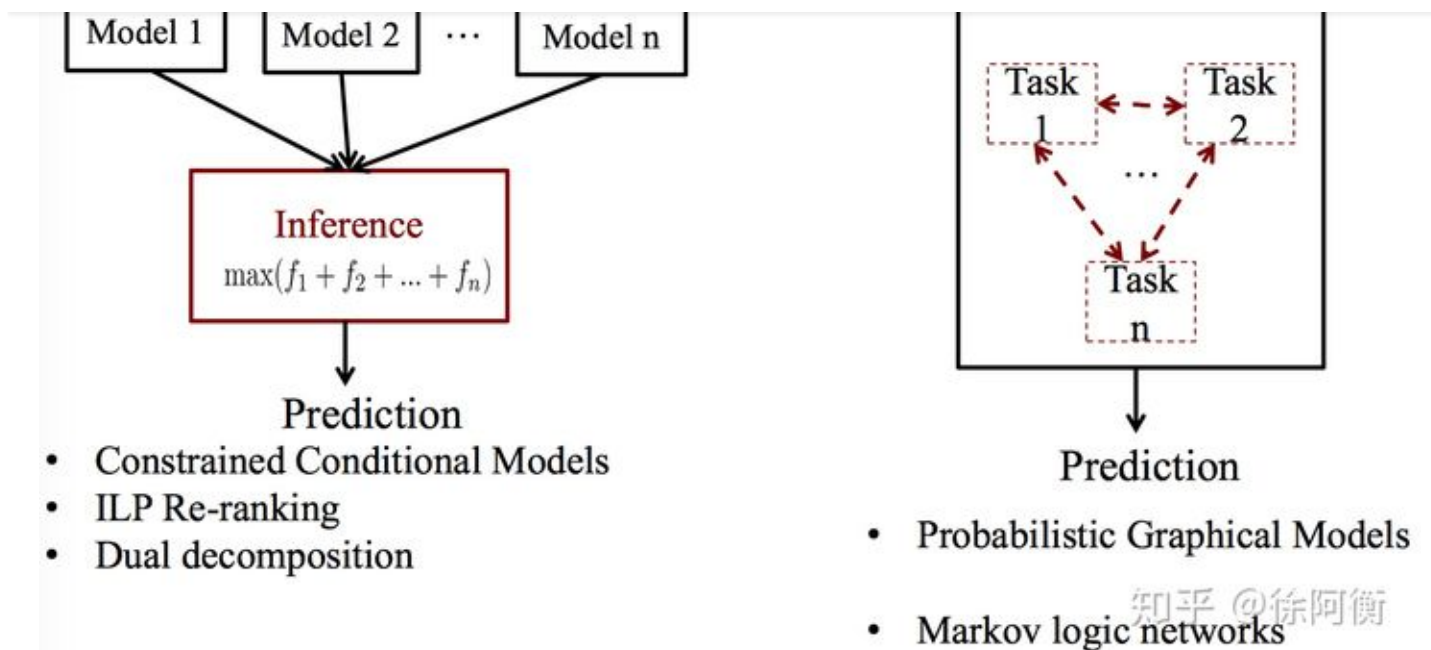 Model 1 Model 2 ... Model n
Inference
max(f₁ + f₂ + ... + fₙ)
Prediction
• Constrained Conditional Models
• ILP Re-ranking
• Dual decomposition
Task
1
Task
2
...
Task
n
Prediction
• Probabilistic Graphical Models
• Markov logic networks
知乎 @徐阿衡